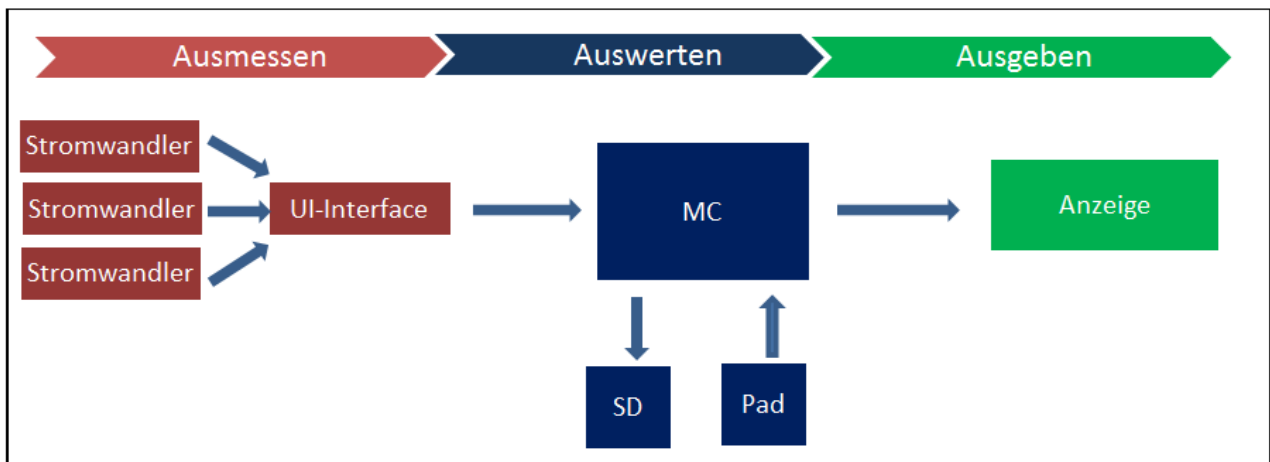 Ausmessen
Auswerten
Ausgeben
Stromwandler
Stromwandler
Stromwandler
UI-Interface
MC
Anzeige
SD
Pad